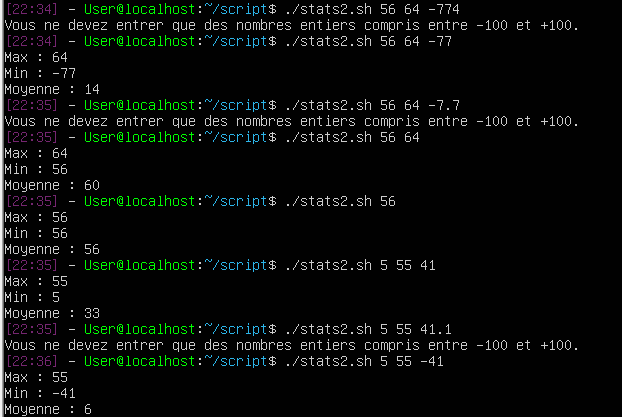 [22:34] - User@localhost:~/script$ ./stats2.sh 56 64 -774
Vous ne devez entrer que des nombres entiers compris entre -100 et +100.
[22:34] - User@localhost:~/script$ ./stats2.sh 56 64 -77
Max : 64
Min : -77
Moyenne : 14
[22:35] - User@localhost:~/script$ ./stats2.sh 56 64 -7.7
Vous ne devez entrer que des nombres entiers compris entre -100 et +100.
[22:35] - User@localhost:~/script$ ./stats2.sh 56 64
Max : 64
Min : 56
Moyenne : 60
[22:35] - User@localhost:~/script$ ./stats2.sh 56
Max : 56
Min : 56
Moyenne : 56
[22:35] - User@localhost:~/script$ ./stats2.sh 5 55 41
Max : 55
Min : 5
Moyenne : 33
[22:35] - User@localhost:~/script$ ./stats2.sh 5 55 41.1
Vous ne devez entrer que des nombres entiers compris entre -100 et +100.
[22:36] - User@localhost:~/script$ ./stats2.sh 5 55 -41
Max : 55
Min : -41
Moyenne : 6